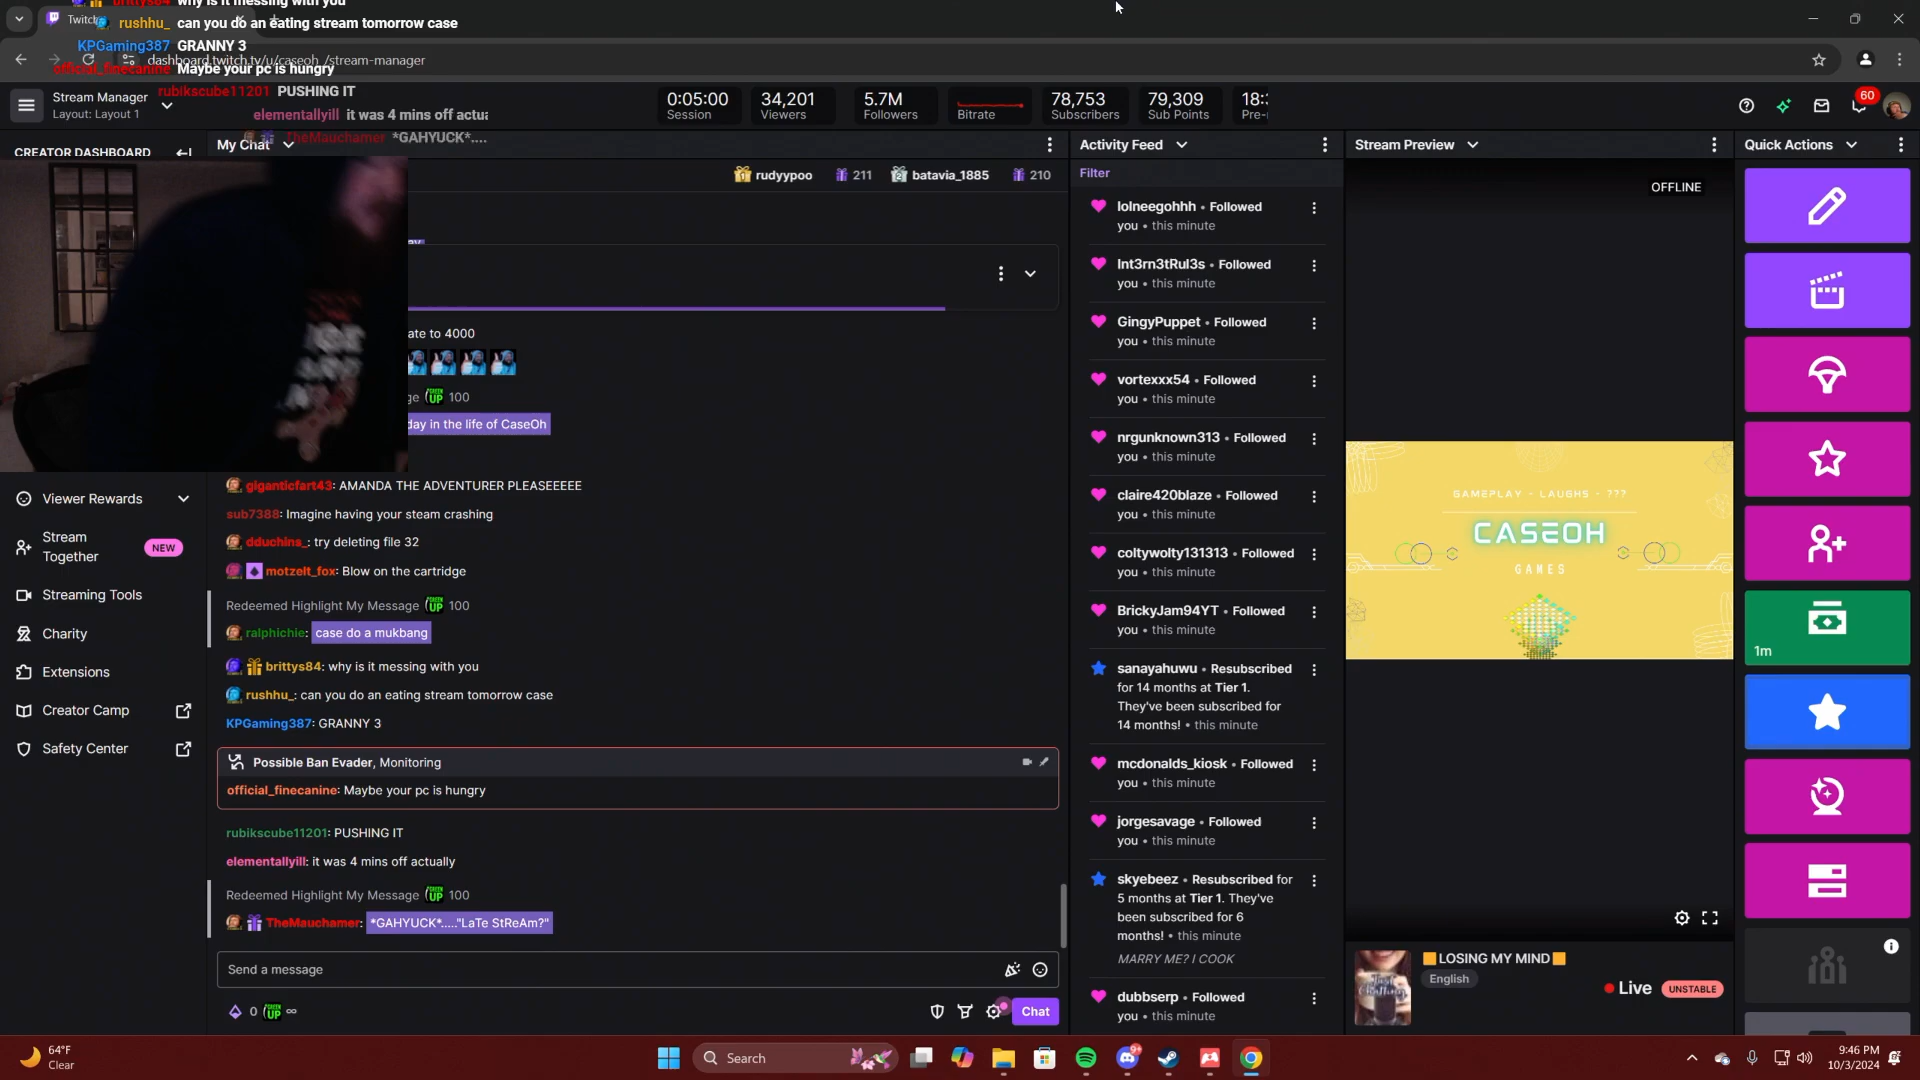 brittys84 why is it messing with you
rushhu_ can you do an eating stream tomorrow case
KPGaming387 GRANNY 3
official_finecanine Maybe your pc is hungry
rubikscube11201 PUSHING IT
elementallyill it was 4 mins off actua
TheMauchamer *GAHYUCK*....
Twitch
dashboard.twitch.tv/u/caseoh_/stream-manager
Stream Manager
Layout: Layout 1
0:05:00
Session
34,201
Viewers
5.7M
Followers
Bitrate
78,753
Subscribers
79,309
Sub Points
18:
Pre-
60
CREATOR DASHBOARD
Viewer Rewards
Stream
Together
NEW
Streaming Tools
Charity
Extensions
Creator Camp
Safety Center
My Chat
rudyypoo 211 batavia_1885 210
ate to 4000
ge 100
day in the life of CaseOh
giganticfart43: AMANDA THE ADVENTURER PLEASEEEEE
sub7388: Imagine having your steam crashing
dduchins_: try deleting file 32
motzelt_fox: Blow on the cartridge
Redeemed Highlight My Message 100
ralphichie: case do a mukbang
brittys84: why is it messing with you
rushhu_: can you do an eating stream tomorrow case
KPGaming387: GRANNY 3
Possible Ban Evader, Monitoring
official_finecanine: Maybe your pc is hungry
rubikscube11201: PUSHING IT
elementallyill: it was 4 mins off actually
Redeemed Highlight My Message 100
TheMauchamer: *GAHYUCK*....."LaTe StReAm?"
Send a message
0 ∞
Chat
Activity Feed
Filter
lolneegohhh • Followed
you • this minute
Int3rn3tRul3s • Followed
you • this minute
GingyPuppet • Followed
you • this minute
vortexxx54 • Followed
you • this minute
nrgunknown313 • Followed
you • this minute
claire420blaze • Followed
you • this minute
coltywolty131313 • Followed
you • this minute
BrickyJam94YT • Followed
you • this minute
sanayahuwu • Resubscribed
for 14 months at Tier 1.
They've been subscribed for
14 months! • this minute
mcdonalds_kiosk • Followed
you • this minute
jorgesavage • Followed
you • this minute
skyebeez • Resubscribed for
5 months at Tier 1. They've
been subscribed for 6
months! • this minute
MARRY ME? I COOK
dubbserp • Followed
you • this minute
Stream Preview
OFFLINE
GAMEPLAY • LAUGHS • ???
CASEOH
GAMES
Just Chatting
LOSING MY MIND
English
Live
UNSTABLE
Quick Actions
1m
64°F
Clear
Search
9:46 PM
10/3/2024